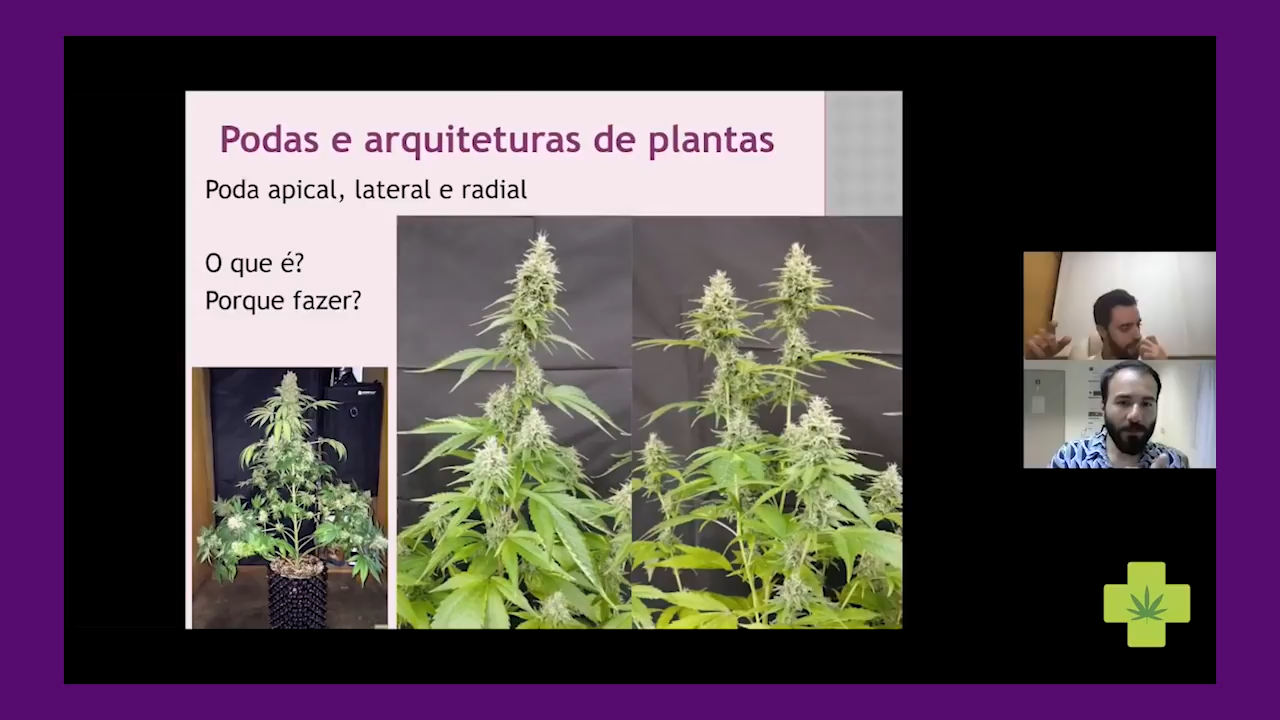 Podas e arquiteturas de plantas
Poda apical, lateral e radial
O que é?
Porque fazer?